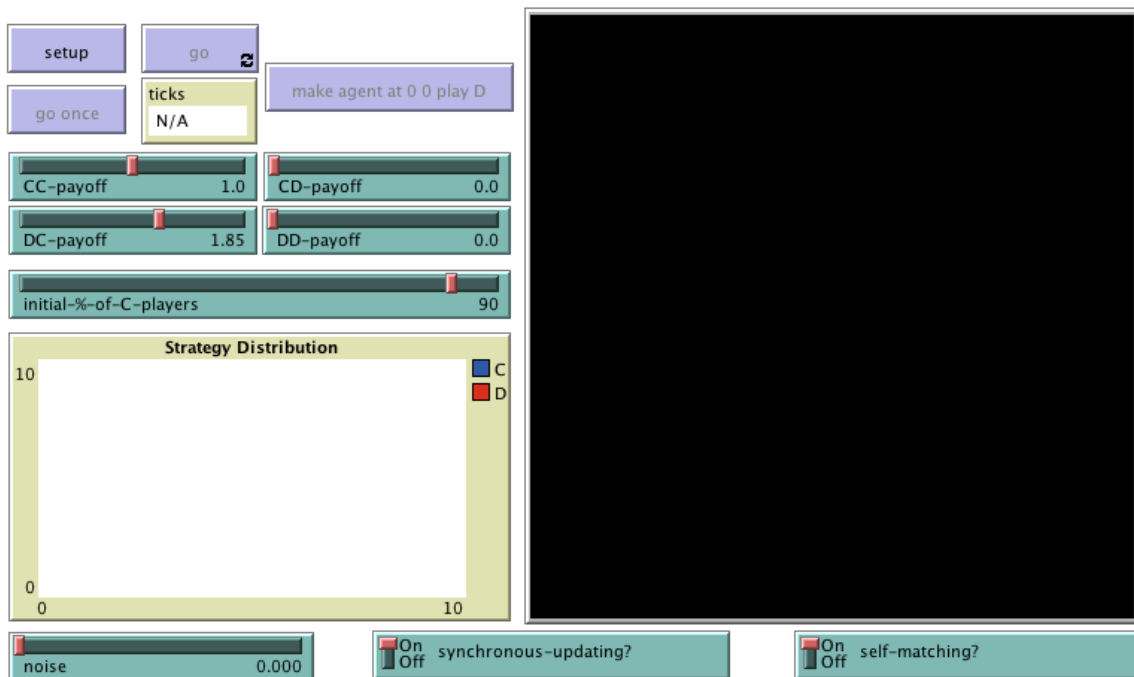 setup
go
go once
ticks
N/A
make agent at 0 0 play D
CC-payoff 1.0
CD-payoff 0.0
DC-payoff 1.85
DD-payoff 0.0
initial-%-of-C-players 90
Strategy Distribution
10
0
0 10
C
D
noise 0.000
On
Off
synchronous-updating?
On
Off
self-matching?